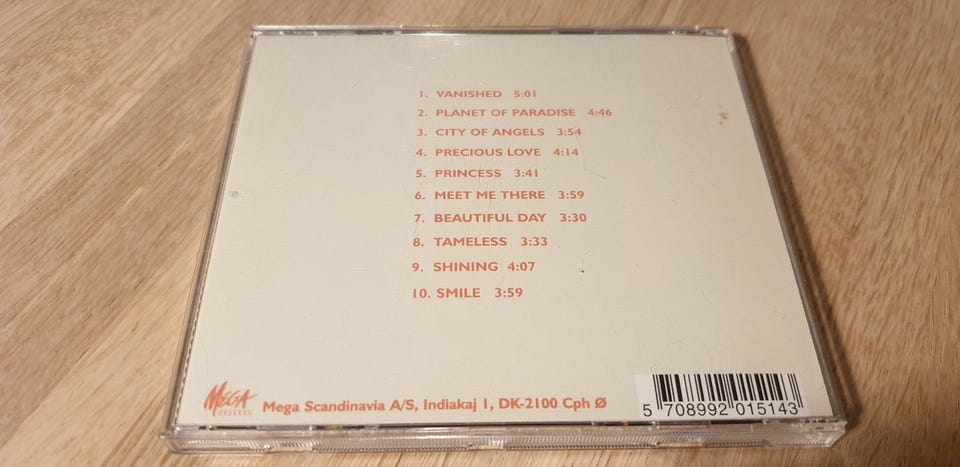 1. VANISHED 5:01
2. PLANET OF PARADISE 4:46
3. CITY OF ANGELS 3:54
4. PRECIOUS LOVE 4:14
5. PRINCESS 3:41
6. MEET ME THERE 3:59
7. BEAUTIFUL DAY 3:30
8. TAMELESS 3:33
9. SHINING 4:07
10. SMILE 3:59
MEGA
RECORDS
Mega Scandinavia A/S, Indiakaj 1, DK-2100 Cph Ø
5 708992 015143